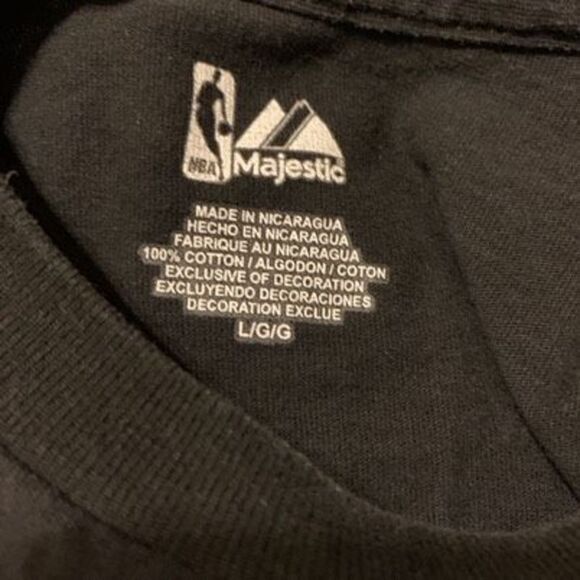 NBA
Majestic
MADE IN NICARAGUA
HECHO EN NICARAGUA
FABRIQUE AU NICARAGUA
100% COTTON / ALGODON / COTON
EXCLUSIVE OF DECORATION
EXCLUYENDO DECORACIONES
DECORATION EXCLUE
L/G/G